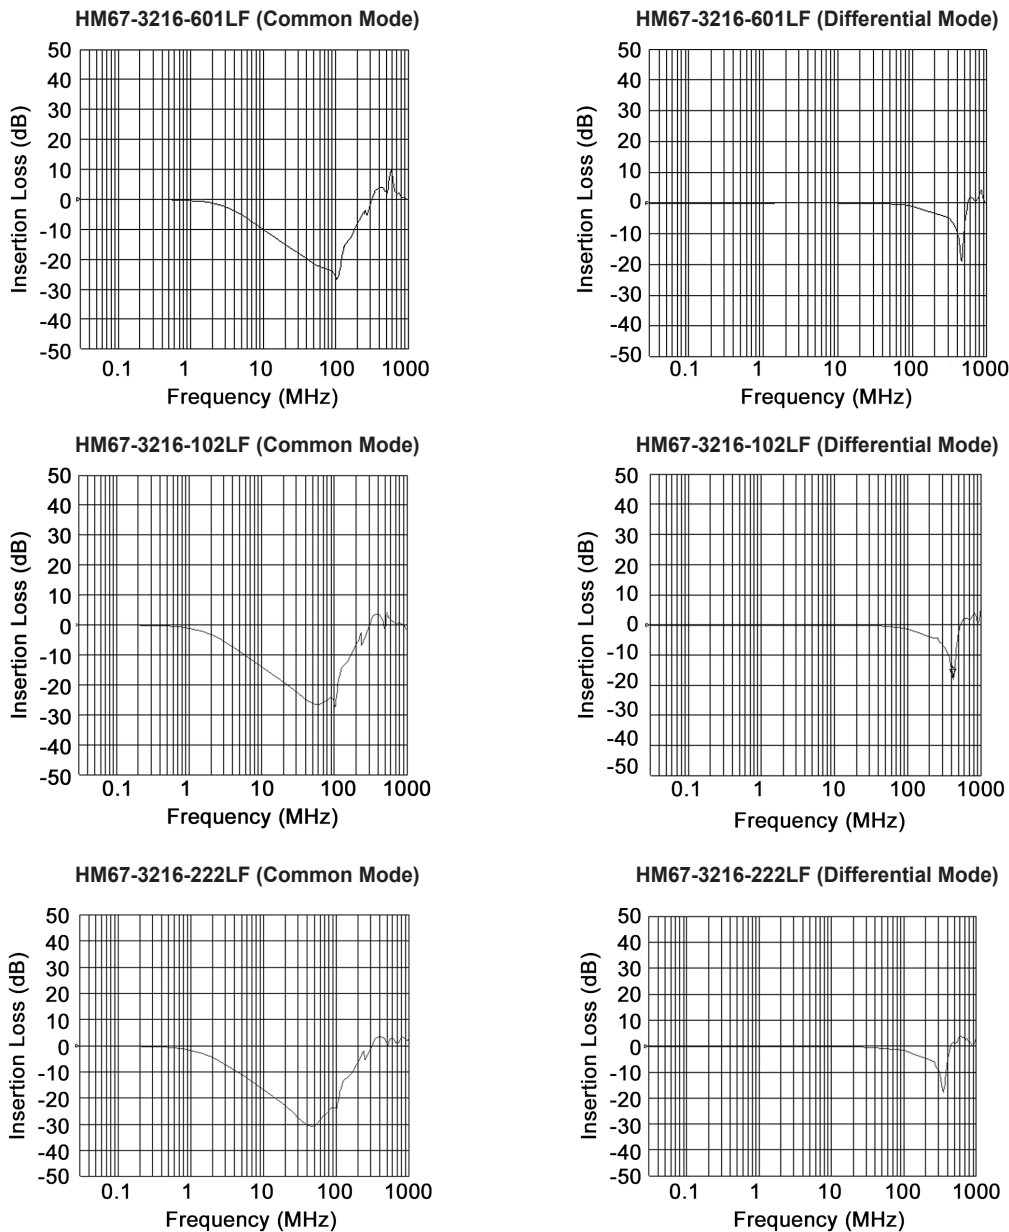 HM67-3216-601LF (Common Mode)
50
40
30
20
10
0
-10
-20
-30
-40
-50
Insertion Loss (dB)
0.1 1 10 100 1000
Frequency (MHz)
HM67-3216-601LF (Differential Mode)
50
40
30
20
10
0
-10
-20
-30
-40
-50
Insertion Loss (dB)
0.1 1 10 100 1000
Frequency (MHz)
HM67-3216-102LF (Common Mode)
50
40
30
20
10
0
-10
-20
-30
-40
-50
Insertion Loss (dB)
0.1 1 10 100 1000
Frequency (MHz)
HM67-3216-102LF (Differential Mode)
50
40
30
20
10
0
-10
-20
-30
-40
-50
Insertion Loss (dB)
0.1 1 10 100 1000
Frequency (MHz)
HM67-3216-222LF (Common Mode)
50
40
30
20
10
0
-10
-20
-30
-40
-50
Insertion Loss (dB)
0.1 1 10 100 1000
Frequency (MHz)
HM67-3216-222LF (Differential Mode)
50
40
30
20
10
0
-10
-20
-30
-40
-50
Insertion Loss (dB)
0.1 1 10 100 1000
Frequency (MHz)